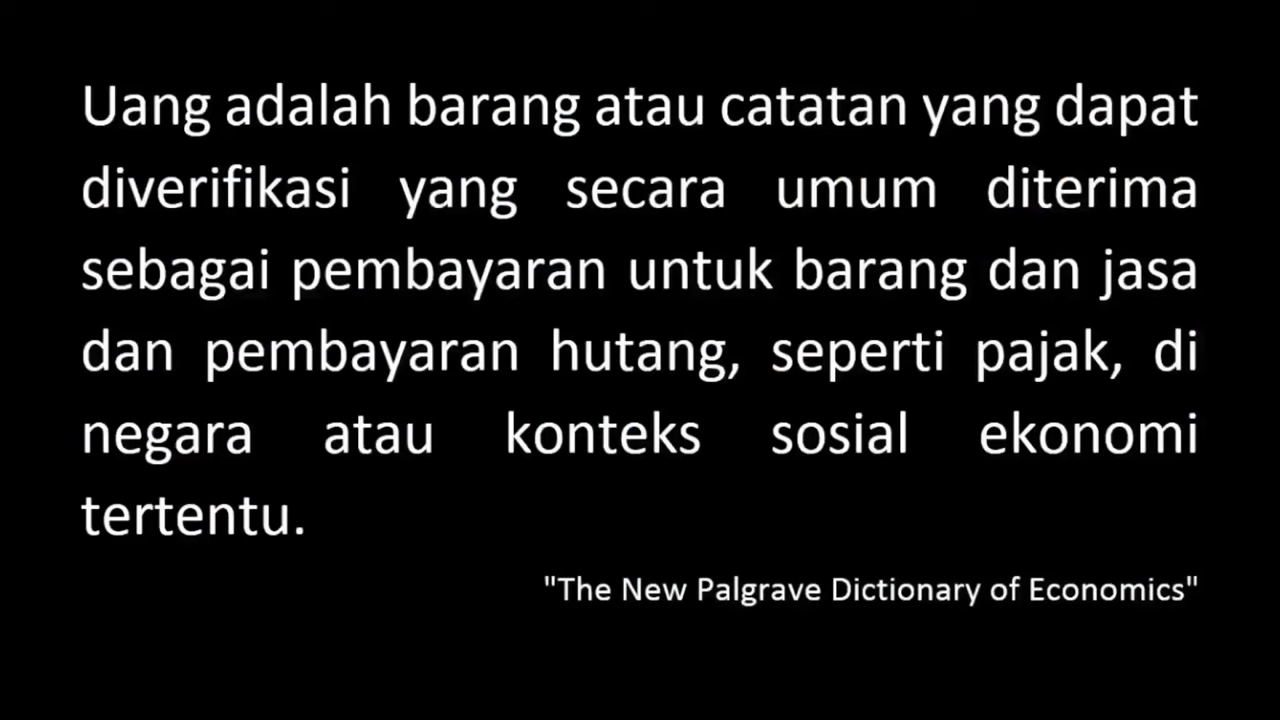 Uang adalah barang atau catatan yang dapat
diverifikasi yang secara umum diterima
sebagai pembayaran untuk barang dan jasa
dan pembayaran hutang, seperti pajak, di
negara atau konteks sosial ekonomi
tertentu.
"The New Palgrave Dictionary of Economics"